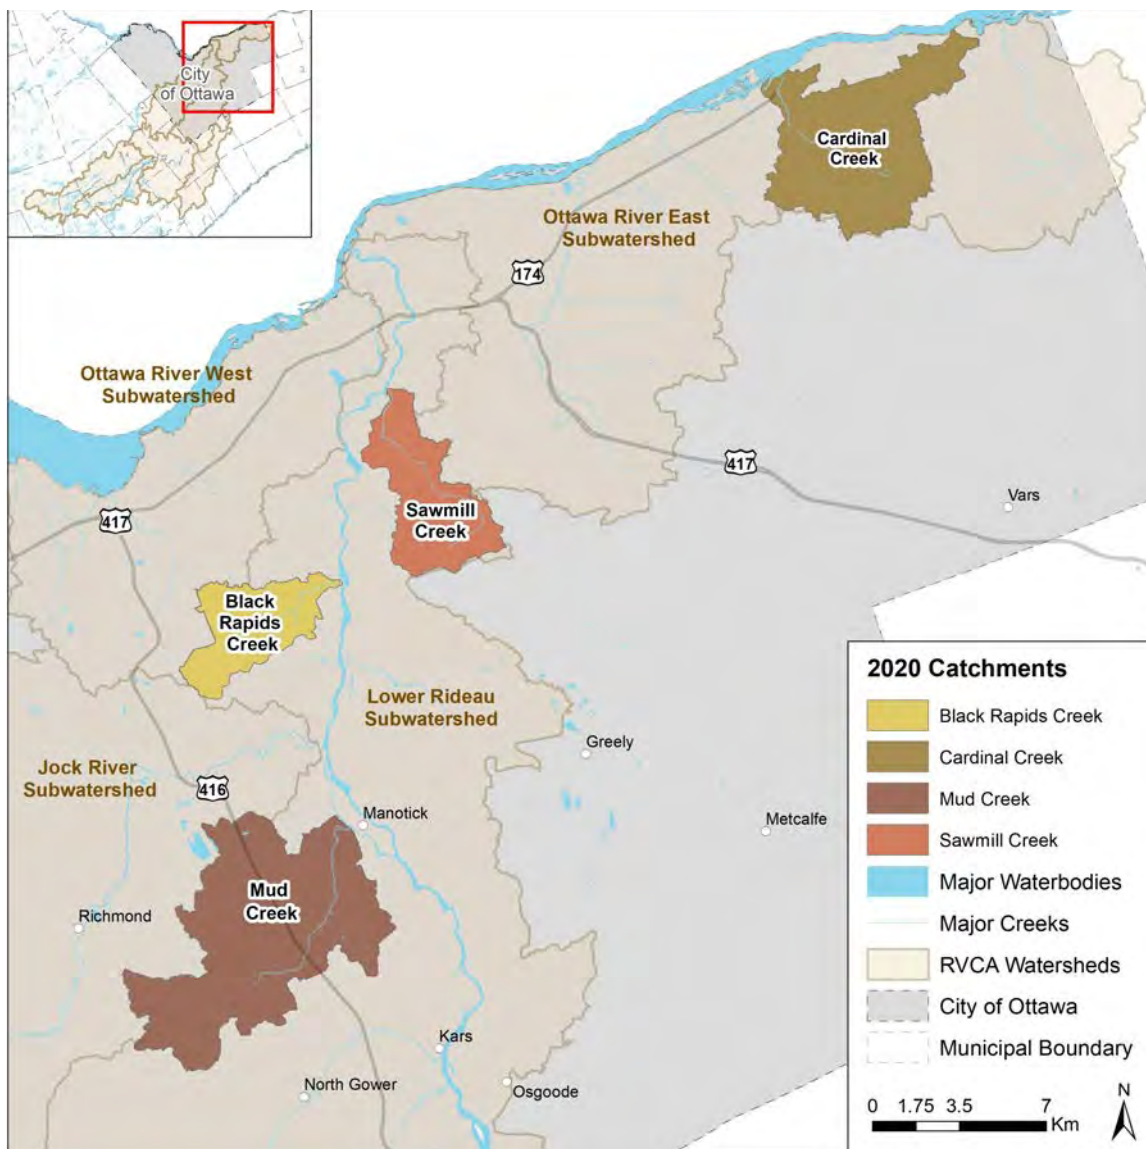 City
of Ottawa
Cardinal
Creek
Ottawa River East
Subwatershed
174
Ottawa River West
Subwatershed
417
Vars
417
Sawmill
Creek
Black
Rapids
Creek
Lower Rideau
Subwatershed
Greely
Jock River
Subwatershed
416
Manotick
Metcalfe
Mud
Creek
Richmond
Kars
North Gower
Osgoode
2020 Catchments
Black Rapids Creek
Cardinal Creek
Mud Creek
Sawmill Creek
Major Waterbodies
Major Creeks
RVCA Watersheds
City of Ottawa
Municipal Boundary
N
0 1.75 3.5 7
Km